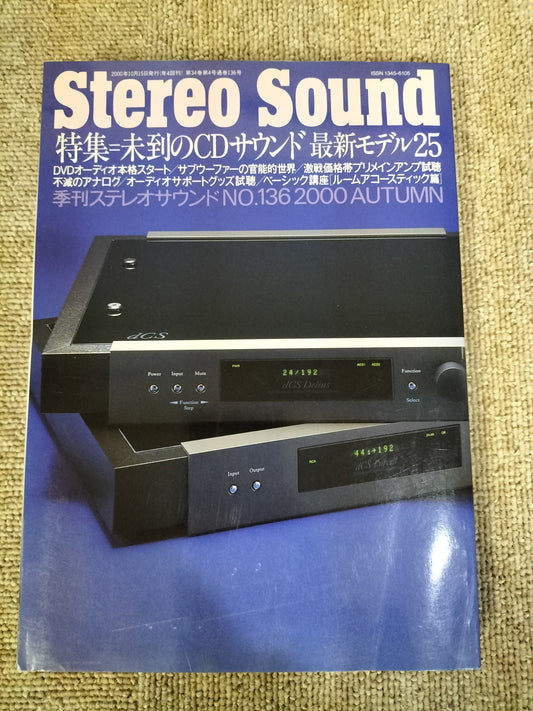 2000年10月15日発行(年4回刊) 第34巻第4号通巻136号
ISSN 1345-6105
Stereo Sound
特集=未到のCDサウンド 最新モデル25
DVDオーディオ本格スタート/サブウーファーの官能的世界/激戦価格帯プリメインアンプ試聴
不滅のアナログ/オーディオサポートグッズ試聴/ベーシック講座[ルームアコースティック篇]
季刊ステレオサウンドNO.136 2000 AUTUMN
dCS
Power Input Mute
Function
Step
PWR
24/192
AES1 AES2
dCS Delius
Function
Select
Input Output
RCA
44s→192
dCS